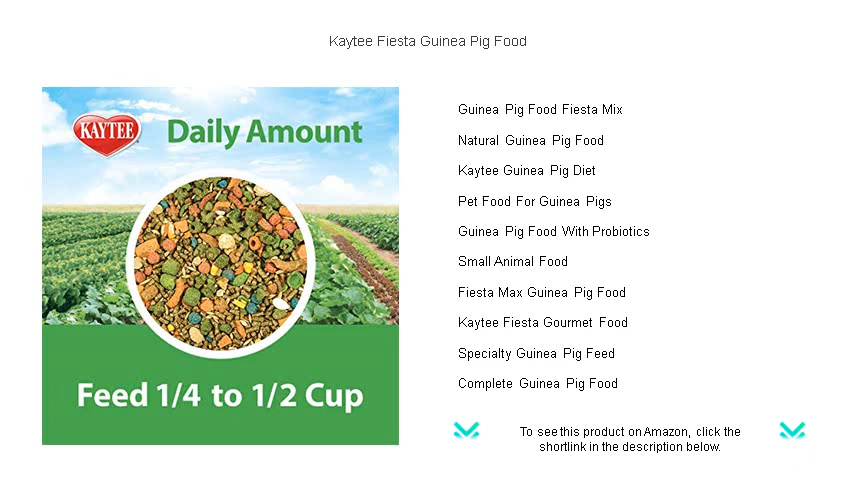 Kaytee Fiesta Guinea Pig Food
KAYTEE
Daily Amount
Feed 1/4 to 1/2 Cup
Guinea Pig Food Fiesta Mix
Natural Guinea Pig Food
Kaytee Guinea Pig Diet
Pet Food For Guinea Pigs
Guinea Pig Food With Probiotics
Small Animal Food
Fiesta Max Guinea Pig Food
Kaytee Fiesta Gourmet Food
Specialty Guinea Pig Feed
Complete Guinea Pig Food
To see this product on Amazon, click the
shortlink in the description below.